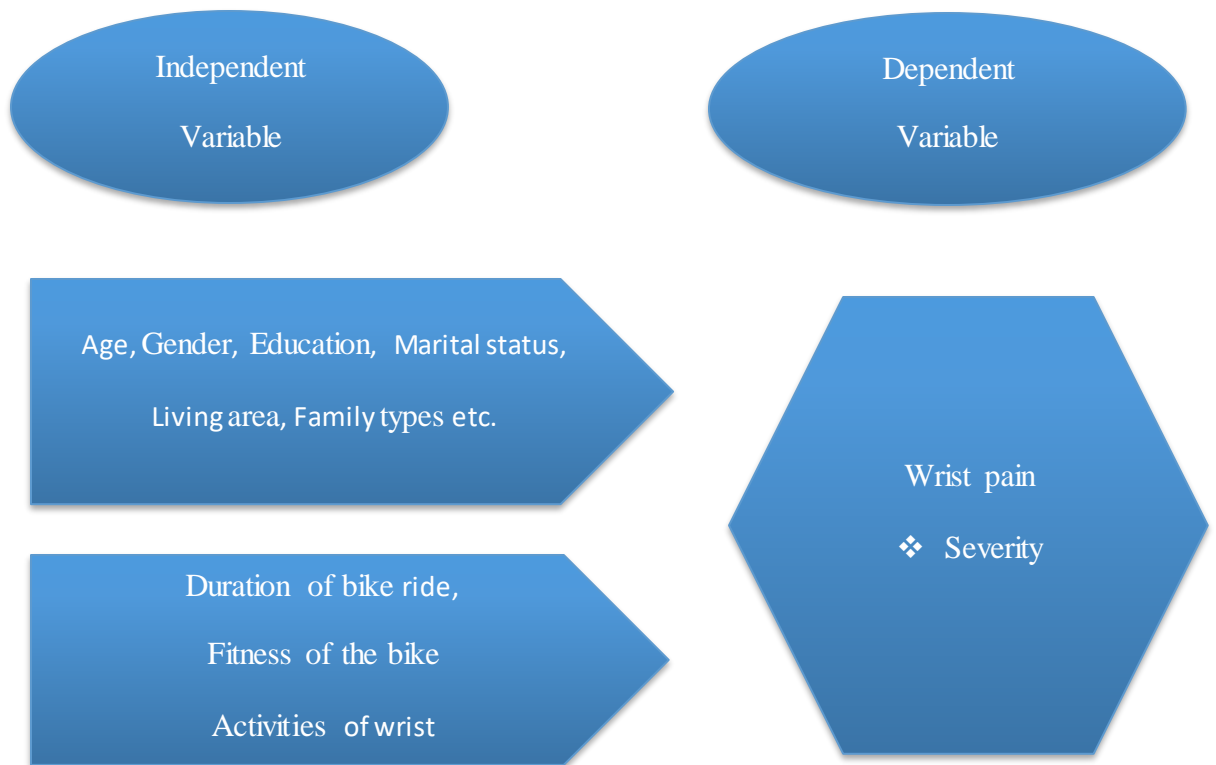 Independent
Variable
Dependent
Variable
Age, Gender, Education, Marital status,
Living area, Family types etc.
Duration of bike ride,
Fitness of the bike
Activities of wrist
Wrist pain
❖ Severity